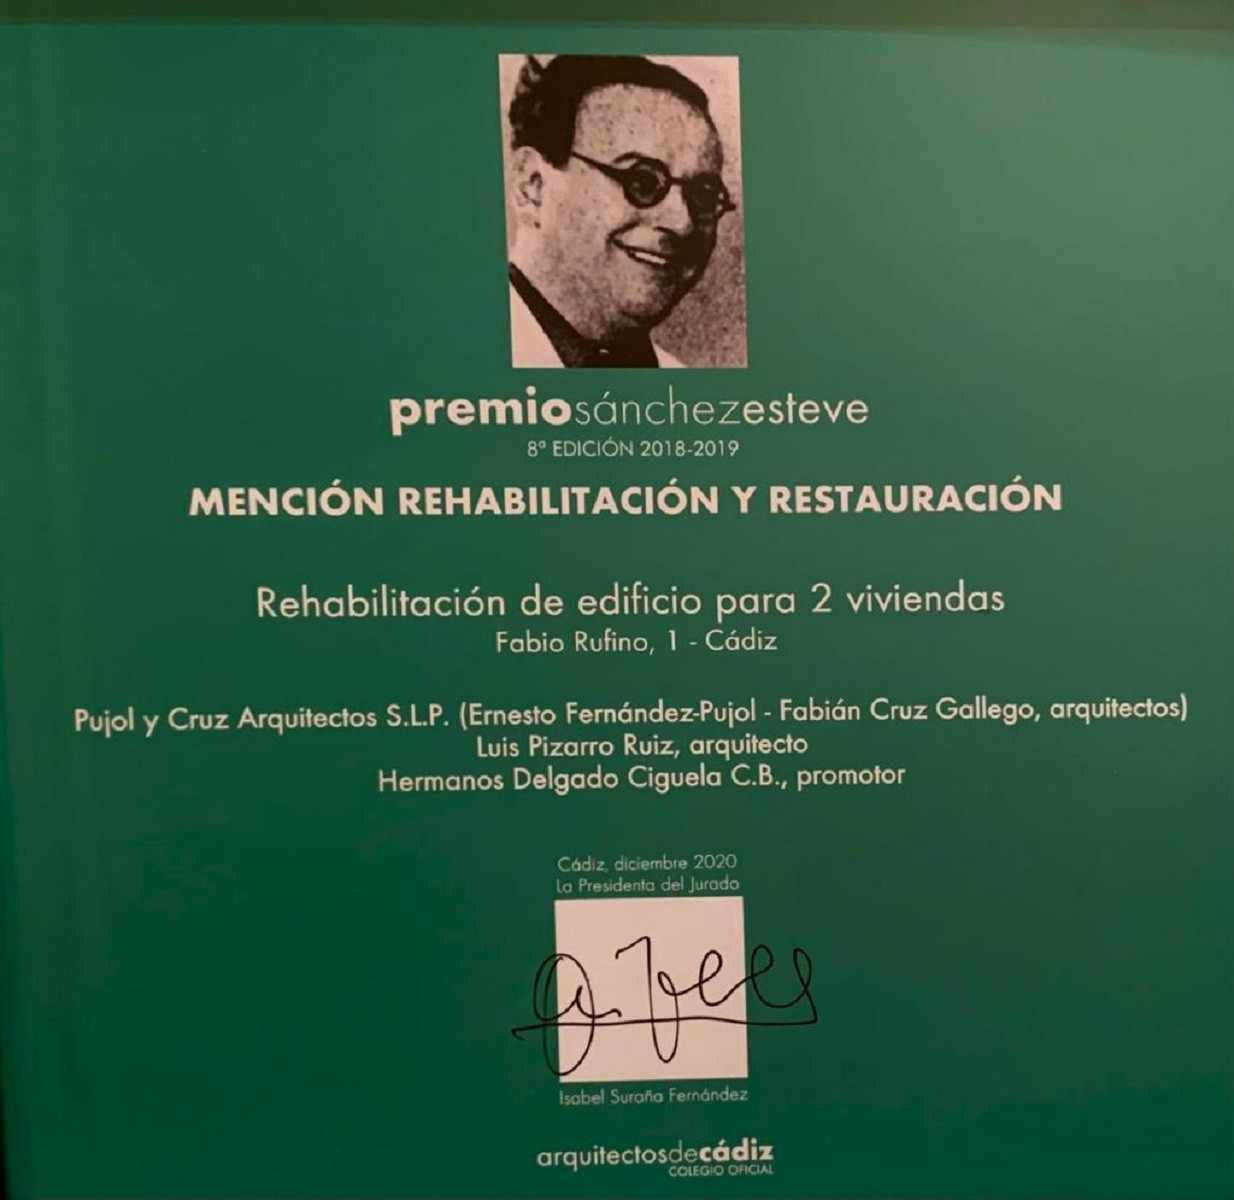 premiosánchezesteve
8ª EDICIÓN 2018-2019
MENCIÓN REHABILITACIÓN Y RESTAURACIÓN
Rehabilitación de edificio para 2 viviendas
Fabio Rufino, 1 - Cádiz
Pujol y Cruz Arquitectos S.L.P. (Ernesto Fernández-Pujol - Fabián Cruz Gallego, arquitectos)
Luis Pizarro Ruiz, arquitecto
Hermanos Delgado Ciguela C.B., promotor
Cádiz, diciembre 2020
La Presidenta del Jurado
Isabel Suraña Fernández
arquitectosdecádiz
COLEGIO OFICIAL